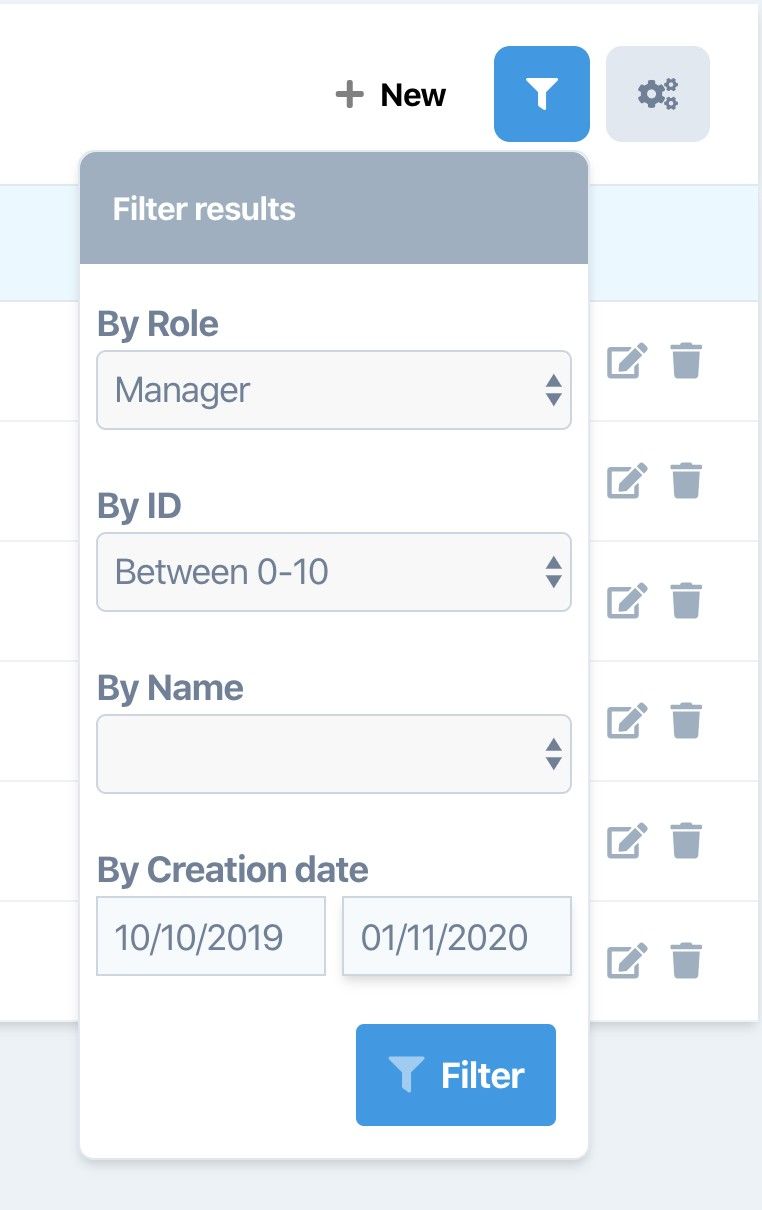 New
Filter results
By Role
Manager
By ID
Between 0-10
By Name
By Creation date
10/10/2019 01/11/2020
Filter